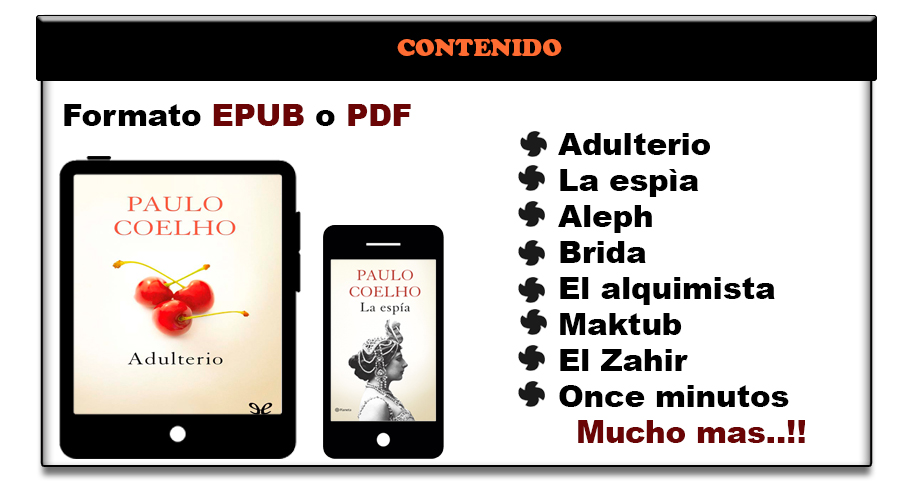 CONTENIDO
Formato EPUB o PDF
PAULO
COELHO
Adulterio
PAULO
COELHO
La espía
Planeta
Adulterio
La espìa
Aleph
Brida
El alquimista
Maktub
El Zahir
Once minutos
Mucho mas..!!